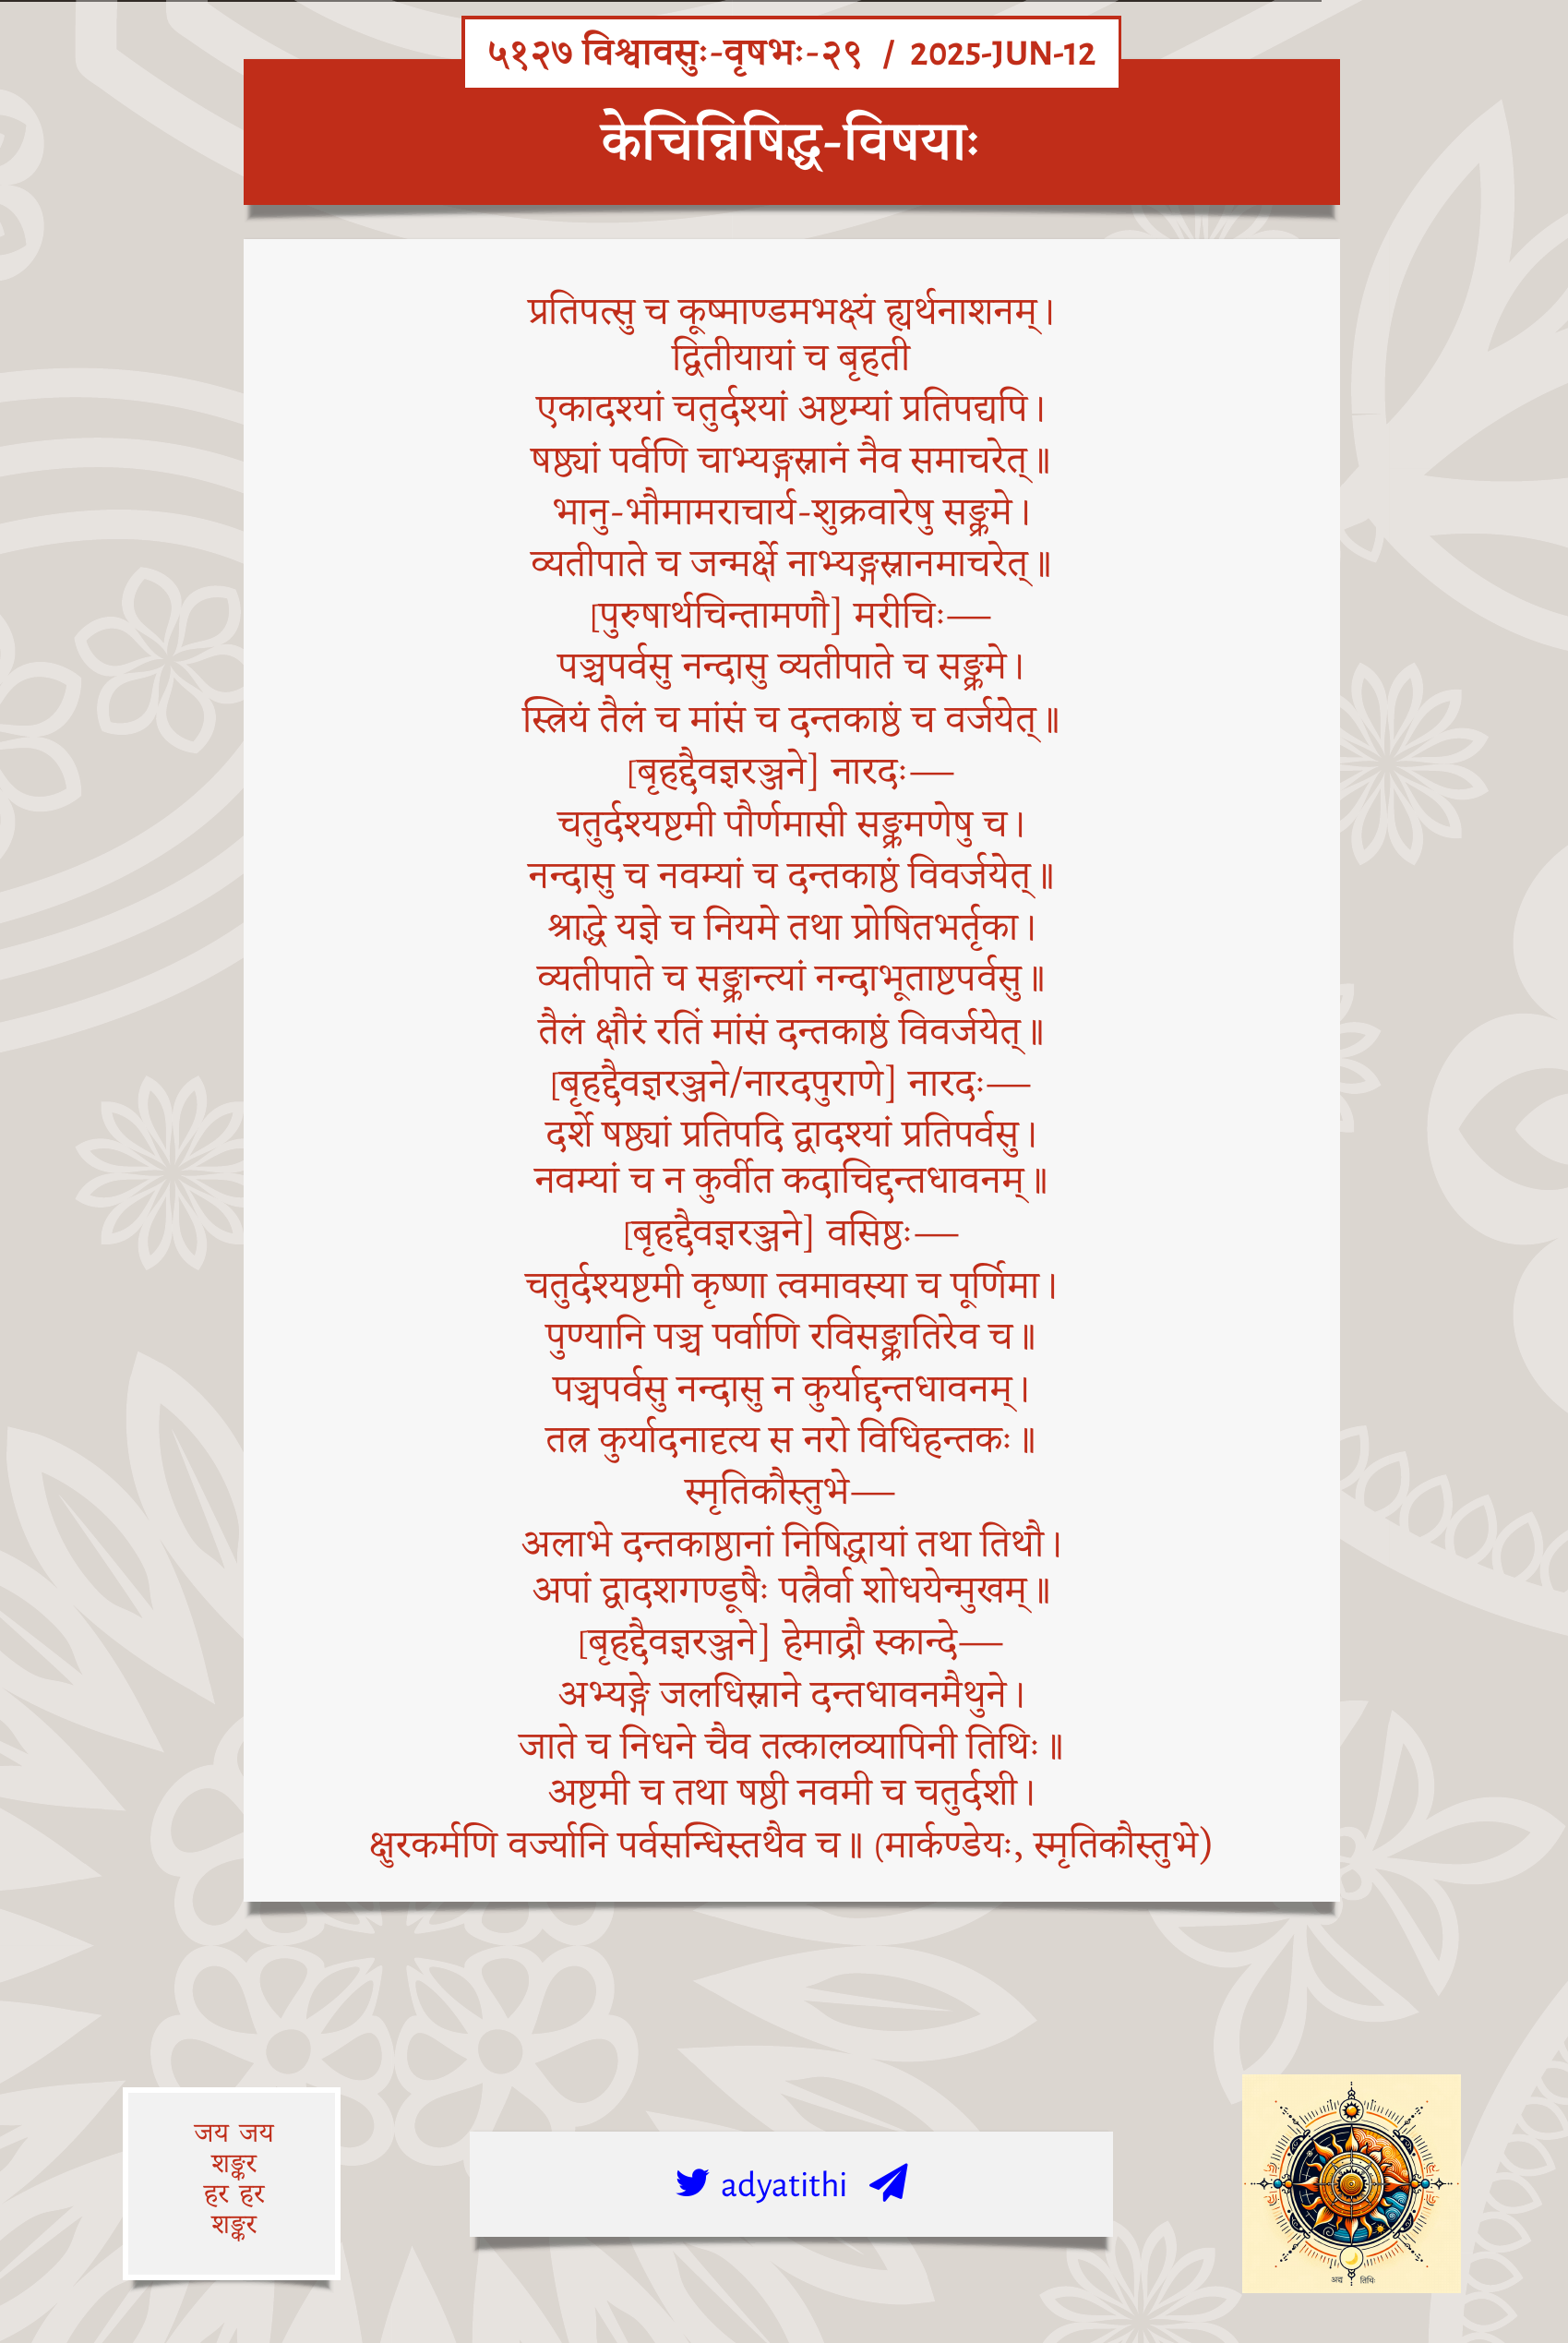 ५१२७ विश्वावसुः-वृषभः-२९ / 2025-JUN-12
केचिन्निषिद्ध-विषयाः
प्रतिपत्सु च कूष्माण्डमभक्ष्यं ह्यर्थनाशनम्।
द्वितीयायां च बृहती
एकादश्यां चतुर्दश्यां अष्टम्यां प्रतिपद्यपि।
षष्ठ्यां पर्वणि चाभ्यङ्गस्नानं नैव समाचरेत्॥
भानु-भौमामराचार्य-शुक्रवारेषु सङ्क्रमे।
व्यतीपाते च जन्मर्क्षे नाभ्यङ्गस्नानमाचरेत्॥
[पुरुषार्थचिन्तामणौ] मरीचिः—
पञ्चपर्वसु नन्दासु व्यतीपाते च सङ्क्रमे।
स्त्रियं तैलं च मांसं च दन्तकाष्ठं च वर्जयेत्॥
[बृहद्दैवज्ञरञ्जने] नारदः—
चतुर्दश्यष्टमी पौर्णमासी सङ्क्रमणेषु च।
नन्दासु च नवम्यां च दन्तकाष्ठं विवर्जयेत्॥
श्राद्धे यज्ञे च नियमे तथा प्रोषितभर्तृका।
व्यतीपाते च सङ्क्रान्त्यां नन्दाभूताष्टपर्वसु॥
तैलं क्षौरं रतिं मांसं दन्तकाष्ठं विवर्जयेत्॥
[बृहद्दैवज्ञरञ्जने/नारदपुराणे] नारदः—
दर्शे षष्ठ्यां प्रतिपदि द्वादश्यां प्रतिपर्वसु।
नवम्यां च न कुर्वीत कदाचिद्दन्तधावनम्॥
[बृहद्दैवज्ञरञ्जने] वसिष्ठः—
चतुर्दश्यष्टमी कृष्णा त्वमावस्या च पूर्णिमा।
पुण्यानि पञ्च पर्वाणि रविसङ्क्रातिरेव च॥
पञ्चपर्वसु नन्दासु न कुर्याद्दन्तधावनम्।
तत्र कुर्यादनादृत्य स नरो विधिहन्तकः॥
स्मृतिकौस्तुभे—
अलाभे दन्तकाष्ठानां निषिद्धायां तथा तिथौ।
अपां द्वादशगण्डूषैः पत्रैर्वा शोधयेन्मुखम्॥
[बृहद्दैवज्ञरञ्जने] हेमाद्रौ स्कान्दे—
अभ्यङ्गे जलधिस्नाने दन्तधावनमैथुने।
जाते च निधने चैव तत्कालव्यापिनी तिथिः॥
अष्टमी च तथा षष्ठी नवमी च चतुर्दशी।
क्षुरकर्मणि वर्ज्यानि पर्वसन्धिस्तथैव च॥ (मार्कण्डेयः, स्मृतिकौस्तुभे)
जय जय
शङ्कर
हर हर
शङ्कर
adyatithi
अद्य तिथिः